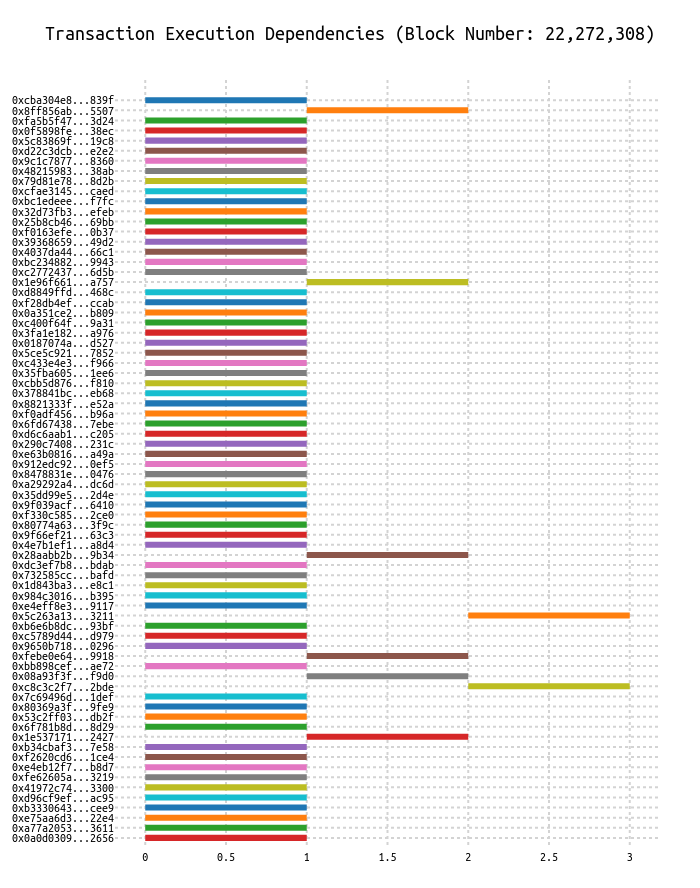 Transaction Execution Dependencies (Block Number: 22,272,308)
0xcba304e8...839f
0x8ff856ab...5507
0xfa5b5f47...3d24
0x0f5898fe...38ec
0x5c83869f...19c8
0xd22c3dcb...e2e2
0x9c1c7877...8360
0x48215983...38ab
0x79d81e78...8d2b
0xcfae3145...caed
0xbc1edeee...f7fc
0x32d73fb3...efeb
0x25b8cb46...69bb
0xf0163efe...0b37
0x39368659...49d2
0x4037da44...66c1
0xbc234882...9943
0xc2772437...6d5b
0x1e96f661...a757
0xd8849ffd...468c
0xf28db4ef...ccab
0x0a351ce2...b809
0xc400f64f...9a31
0x3fa1e182...a976
0x0187074a...d527
0x5ce5c921...7852
0xc433e4e3...f966
0x35fba605...1ee6
0xcbb5d876...f810
0x378841bc...eb68
0x8821333f...e52a
0xf0adf456...b96a
0x6fd67438...7ebe
0xd6c6aab1...c205
0x290c7408...231c
0xe63b0816...a49a
0x912edc92...0ef5
0x8478831e...0476
0xa29292a4...dc6d
0x35dd99e5...2d4e
0x9f039acf...6410
0xf330c585...2ce0
0x80774a63...3f9c
0x9f66ef21...63c3
0x4e7b1ef1...a8d4
0x28aabb2b...9b34
0xdc3ef7b8...bdab
0x732585cc...bafd
0x1d843ba3...e8c1
0x984c3016...b395
0xe4eff8e3...9117
0x5c263a13...3211
0xb6e6b8dc...93bf
0xc5789d44...d979
0x9650b718...0296
0xfebe0e64...9918
0xbb898cef...ae72
0x08a93f3f...f9d0
0xc8c3c2f7...2bde
0x7c69496d...1def
0x80369a3f...9fe9
0x53c2ff03...db2f
0x6f781b8d...8d29
0x1e537171...2427
0xb34cbaf3...7e58
0xf2620cd6...1ce4
0xe4eb12f7...b8d7
0xfe62605a...3219
0x41972c74...3300
0xd96cf9ef...ac95
0xb3330643...cee9
0xe75aa6d3...22e4
0xa77a2053...3611
0x0a0d0309...2656
0 0.5 1 1.5 2 2.5 3